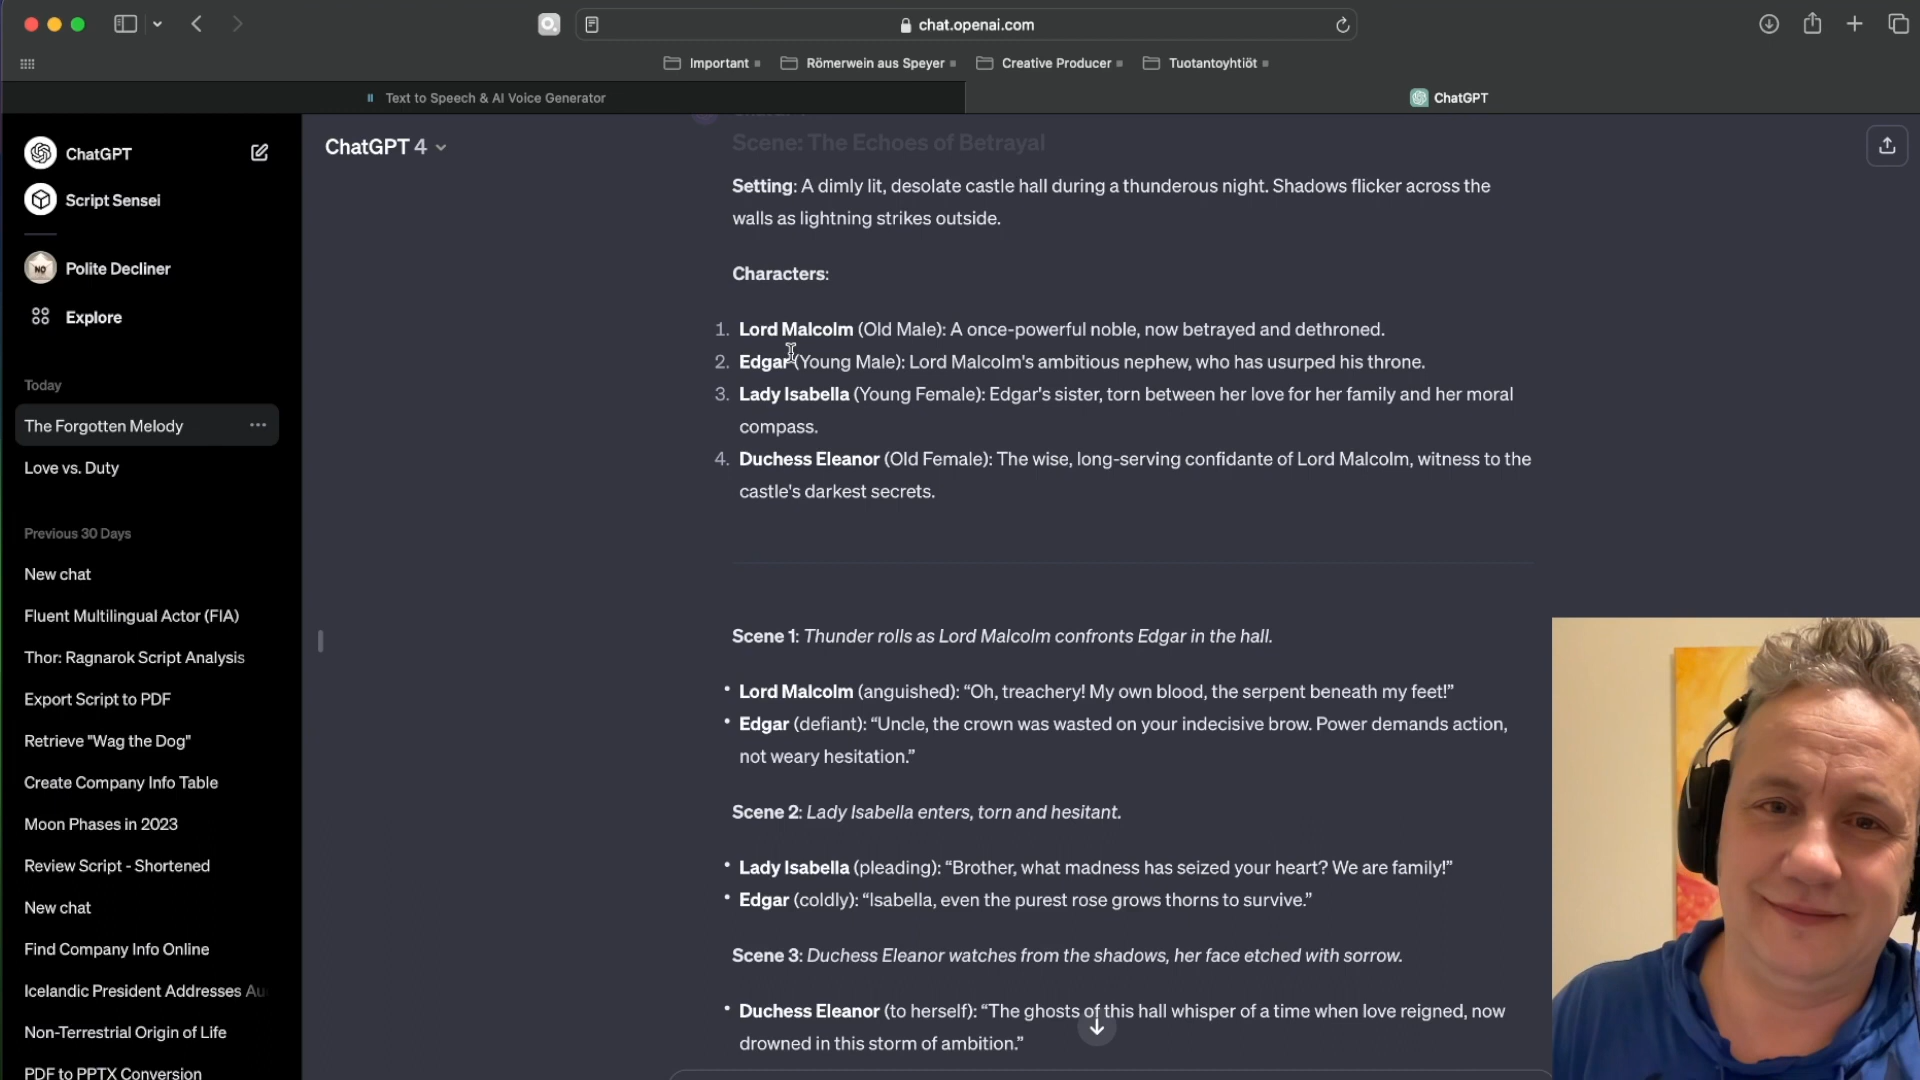 chat.openai.com
Important
Römerwein aus Speyer
Creative Producer
Tuotantoyhtiöt
Text to Speech & AI Voice Generator
ChatGPT
ChatGPT
Script Sensei
NO
Polite Decliner
Explore
Today
The Forgotten Melody
Love vs. Duty
Previous 30 Days
New chat
Fluent Multilingual Actor (FIA)
Thor: Ragnarok Script Analysis
Export Script to PDF
Retrieve "Wag the Dog"
Create Company Info Table
Moon Phases in 2023
Review Script - Shortened
New chat
Find Company Info Online
Icelandic President Addresses Au
Non-Terrestrial Origin of Life
PDF to PPTX Conversion
ChatGPT 4
Scene: The Echoes of Betrayal
Setting: A dimly lit, desolate castle hall during a thunderous night. Shadows flicker across the
walls as lightning strikes outside.
Characters:
1. Lord Malcolm (Old Male): A once-powerful noble, now betrayed and dethroned.
2. Edgar (Young Male): Lord Malcolm's ambitious nephew, who has usurped his throne.
3. Lady Isabella (Young Female): Edgar's sister, torn between her love for her family and her moral
compass.
4. Duchess Eleanor (Old Female): The wise, long-serving confidante of Lord Malcolm, witness to the
castle's darkest secrets.
Scene 1: Thunder rolls as Lord Malcolm confronts Edgar in the hall.
• Lord Malcolm (anguished): “Oh, treachery! My own blood, the serpent beneath my feet!”
• Edgar (defiant): “Uncle, the crown was wasted on your indecisive brow. Power demands action,
not weary hesitation.”
Scene 2: Lady Isabella enters, torn and hesitant.
• Lady Isabella (pleading): “Brother, what madness has seized your heart? We are family!”
• Edgar (coldly): “Isabella, even the purest rose grows thorns to survive.”
Scene 3: Duchess Eleanor watches from the shadows, her face etched with sorrow.
• Duchess Eleanor (to herself): “The ghosts of this hall whisper of a time when love reigned, now
drowned in this storm of ambition.”